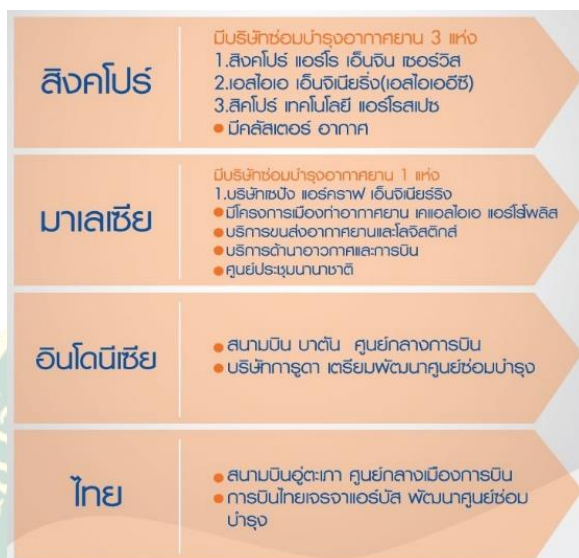 สิงคโปร์
มีบริษัทซ่อมบำรุงอากาศยาน 3 แห่ง
1.สิงคโปร์ แอร์โร เอ็นจิน เซอร์วิส
2.เอสไอเอ เอ็นจิเนียริ่ง(เอสไอเออีซี)
3.สิคโปร์ เทคโนโลยี แอร์โรสเปซ
● มีคลัสเตอร์ อากาศ
มาเลเซีย
มีบริษัทซ่อมบำรุงอากาศยาน 1 แห่ง
1.บริษัทเซปัง แอร์คราฟ เอ็นจิเนียร์ริง
● มีโครงการเมืองท่าอากาศยาน เคแอลไอเอ แอร์โรโพลิส
● บริการขนส่งอากาศยานและโลจิสติกส์
● บริการด้านาอาวกาศและการบิน
● ศูนย์ประชุมนานาชาติ
อินโดนีเซีย
● สนามบิน บาตัน ศูนย์กลางการบิน
● บริษัทการูดา เตรียมพัฒนาศูนย์ซ่อมบำรุง
ไทย
● สนามบินอู่ตะเภา ศูนย์กลางเมืองการบิน
● การบินไทยเจรจาแอร์บัส พัฒนาศูนย์ซ่อม
บำรุง